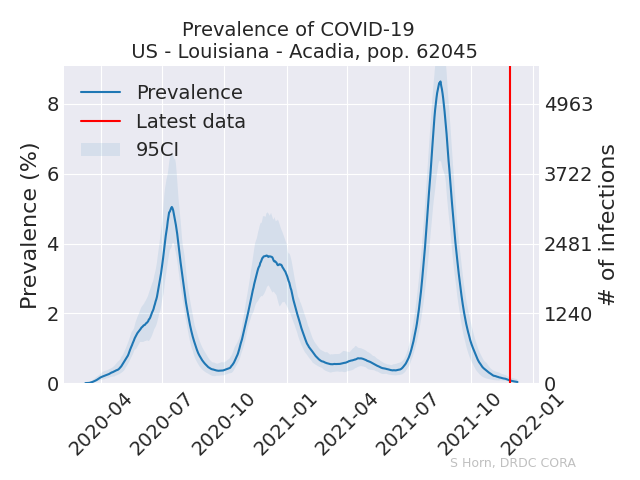 Prevalence of COVID-19
US - Louisiana - Acadia, pop. 62045
Prevalence
Latest data
95CI
Prevalence (%)
8
6
4
2
0
# of infections
4963
3722
2481
1240
0
2020-04
2020-07
2020-10
2021-01
2021-04
2021-07
2021-10
2022-01
S Horn, DRDC CORA